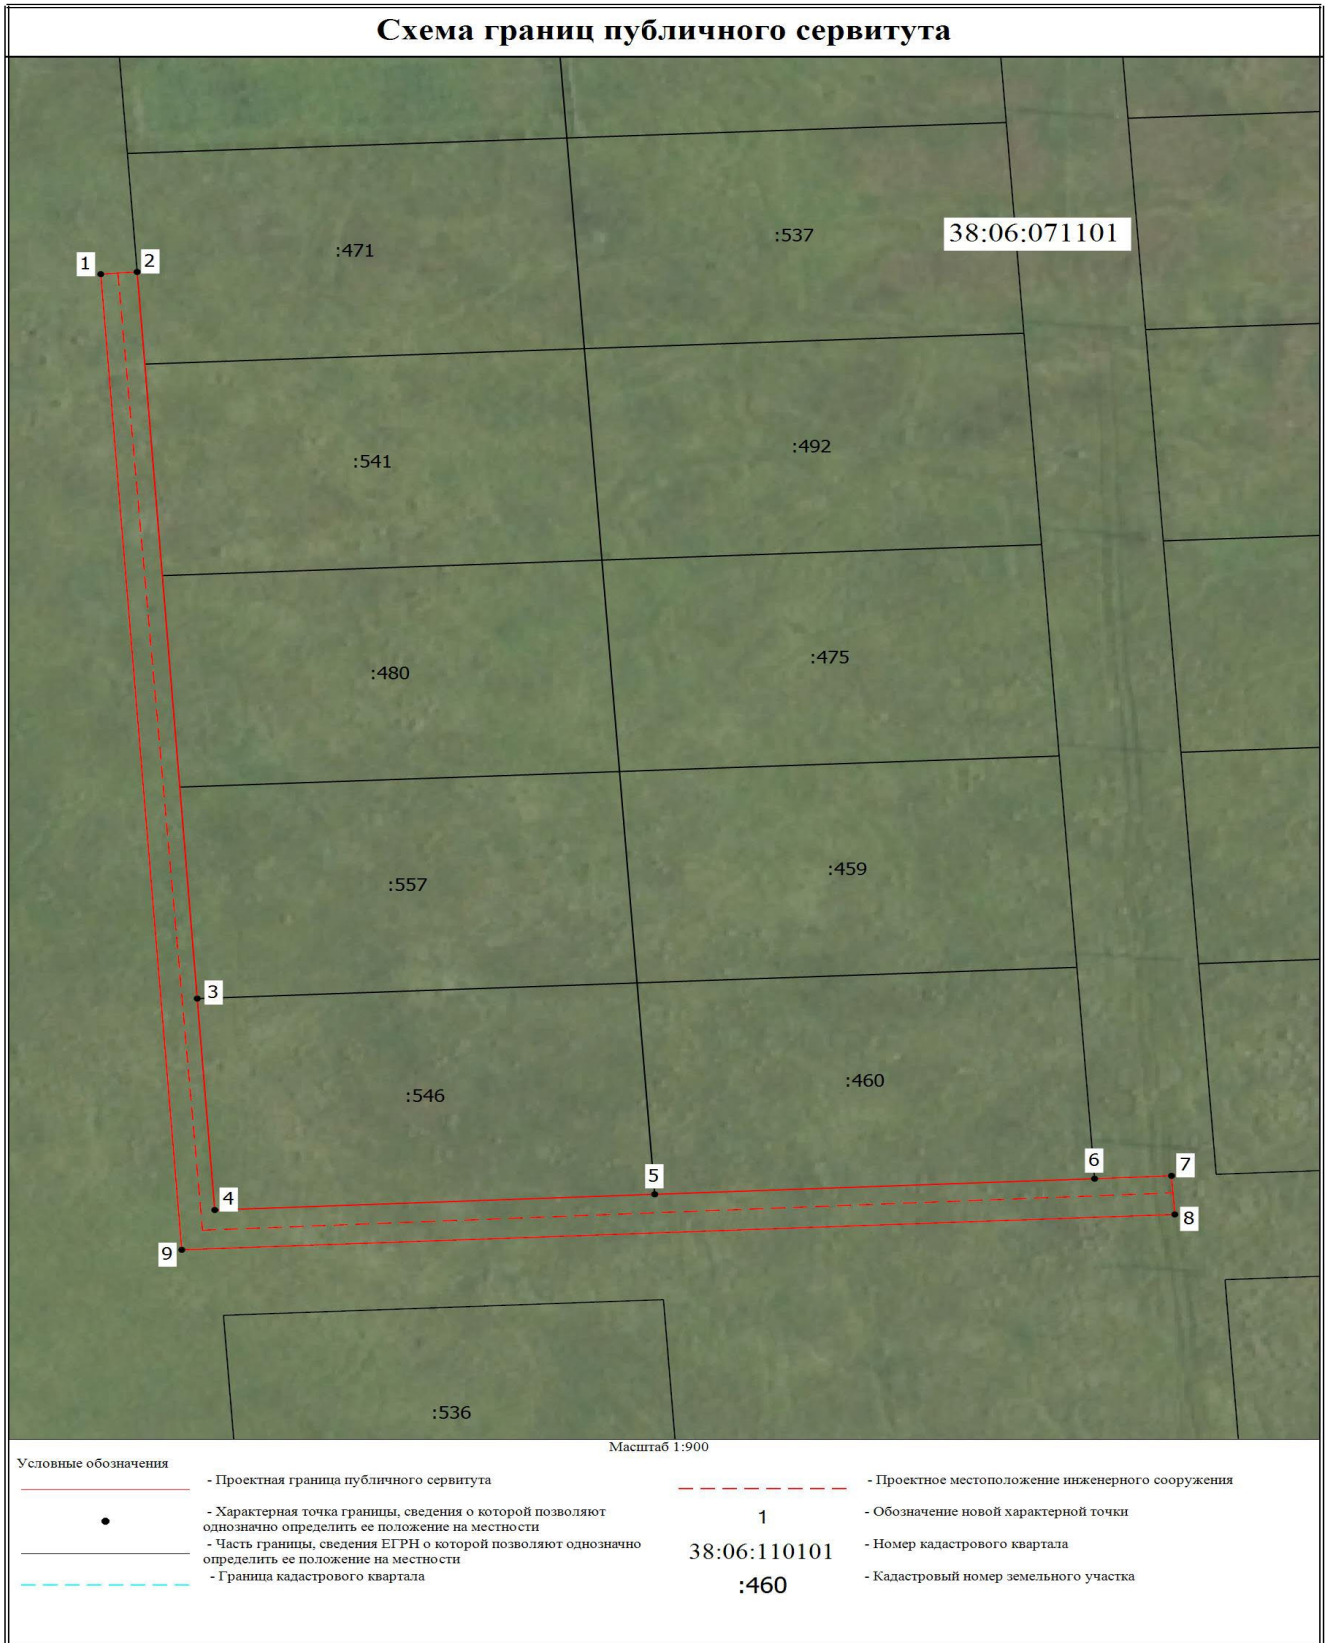 Схема границ публичного сервитута
:471
:537
38:06:071101
1
2
:541
:492
:480
:475
:557
:459
3
:546
:460
4
5
6
7
8
9
:536
Масштаб 1:900
Условные обозначения
- Проектная граница публичного сервитута
- Характерная точка границы, сведения о которой позволяют
однозначно определить ее положение на местности
- Часть границы, сведения ЕГРН о которой позволяют однозначно
определить ее положение на местности
- Граница кадастрового квартала
- Проектное местоположение инженерного сооружения
1
- Обозначение новой характерной точки
38:06:110101
- Номер кадастрового квартала
:460
- Кадастровый номер земельного участка